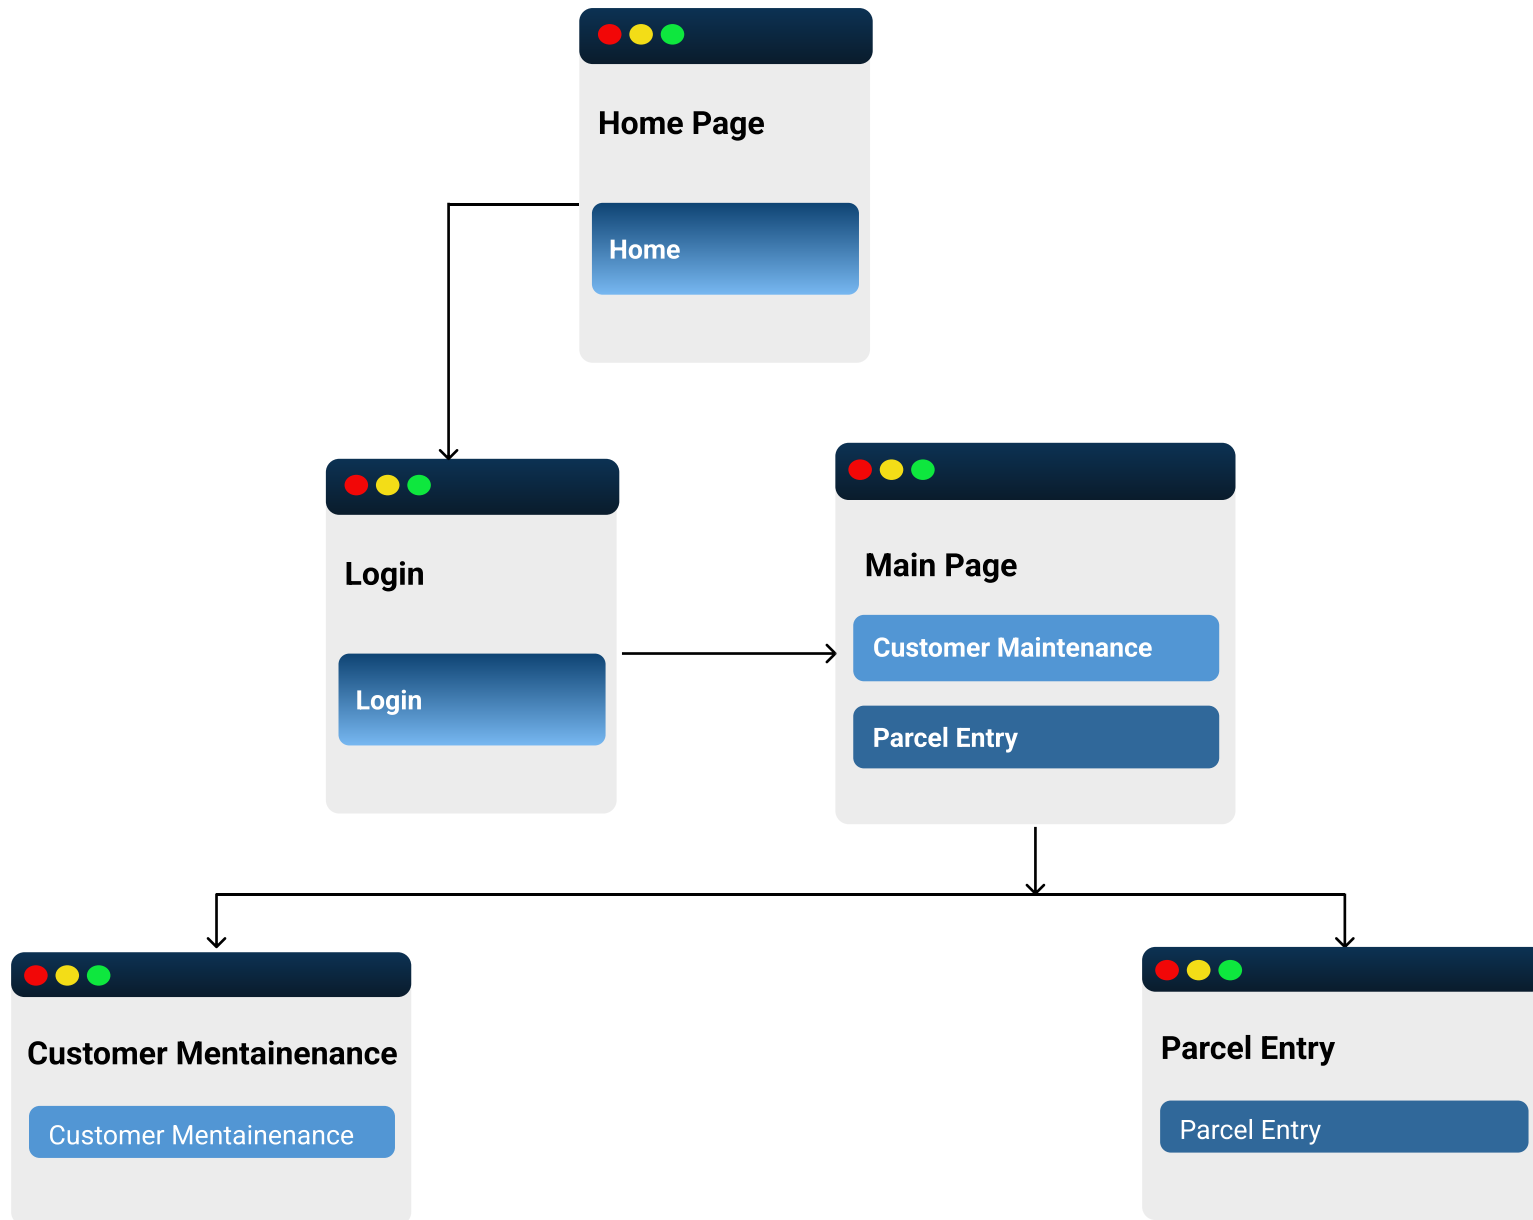 Home Page
Home
Login
Login
Main Page
Customer Maintenance
Parcel Entry
Customer Mentainenance
Customer Mentainenance
Parcel Entry
Parcel Entry